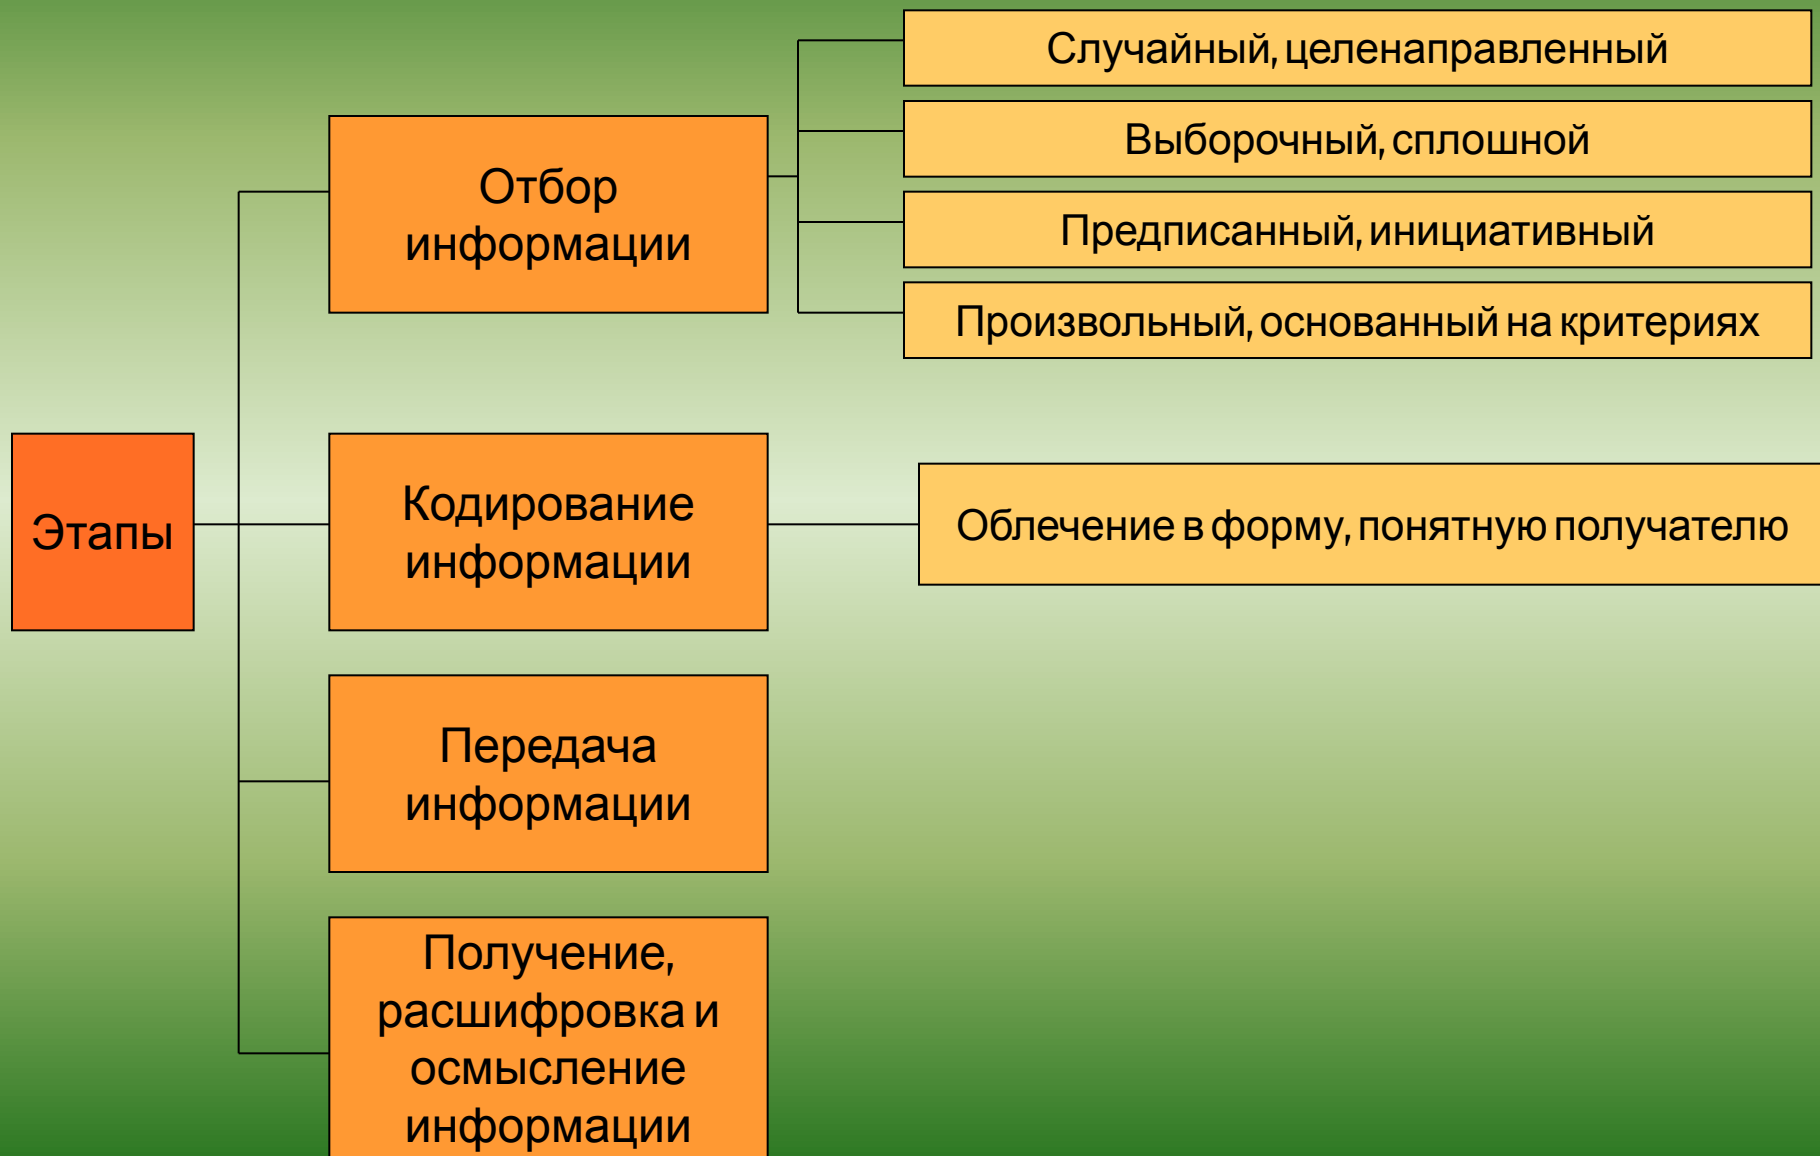 Этапы
Отбор
информации
Случайный, целенаправленный
Выборочный, сплошной
Предписанный, инициативный
Произвольный, основанный на критериях
Кодирование
информации
Облечение в форму, понятную получателю
Передача
информации
Получение,
расшифровка и
осмысление
информации